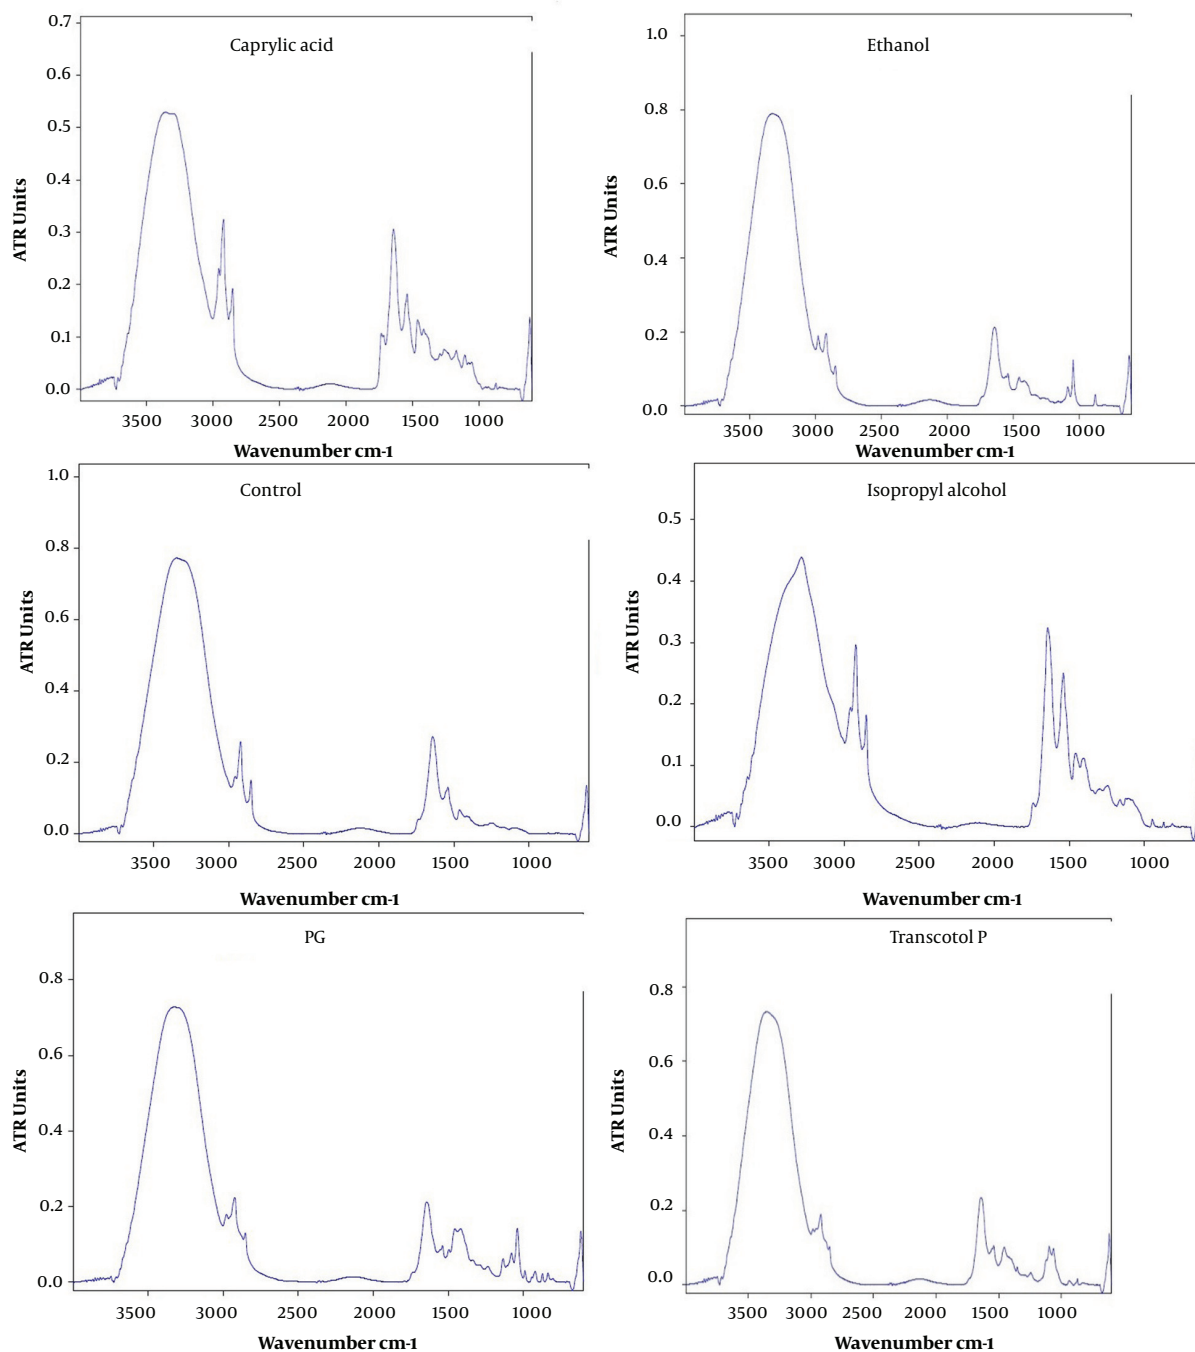 Caprylic acid
ATR Units
0.7
0.6
0.5
0.4
0.3
0.2
0.1
0.0
3500 3000 2500 2000 1500 1000
Wavenumber cm-1
Ethanol
ATR Units
1.0
0.8
0.6
0.4
0.2
0.0
3500 3000 2500 2000 1500 1000
Wavenumber cm-1
Control
ATR Units
1.0
0.8
0.6
0.4
0.2
0.0
3500 3000 2500 2000 1500 1000
Wavenumber cm-1
Isopropyl alcohol
ATR Units
0.5
0.4
0.3
0.2
0.1
0.0
3500 3000 2500 2000 1500 1000
Wavenumber cm-1
PG
ATR Units
0.8
0.6
0.4
0.2
0.0
3500 3000 2500 2000 1500 1000
Wavenumber cm-1
Transcotol P
ATR Units
0.8
0.6
0.4
0.2
0.0
3500 3000 2500 2000 1500 1000
Wavenumber cm-1